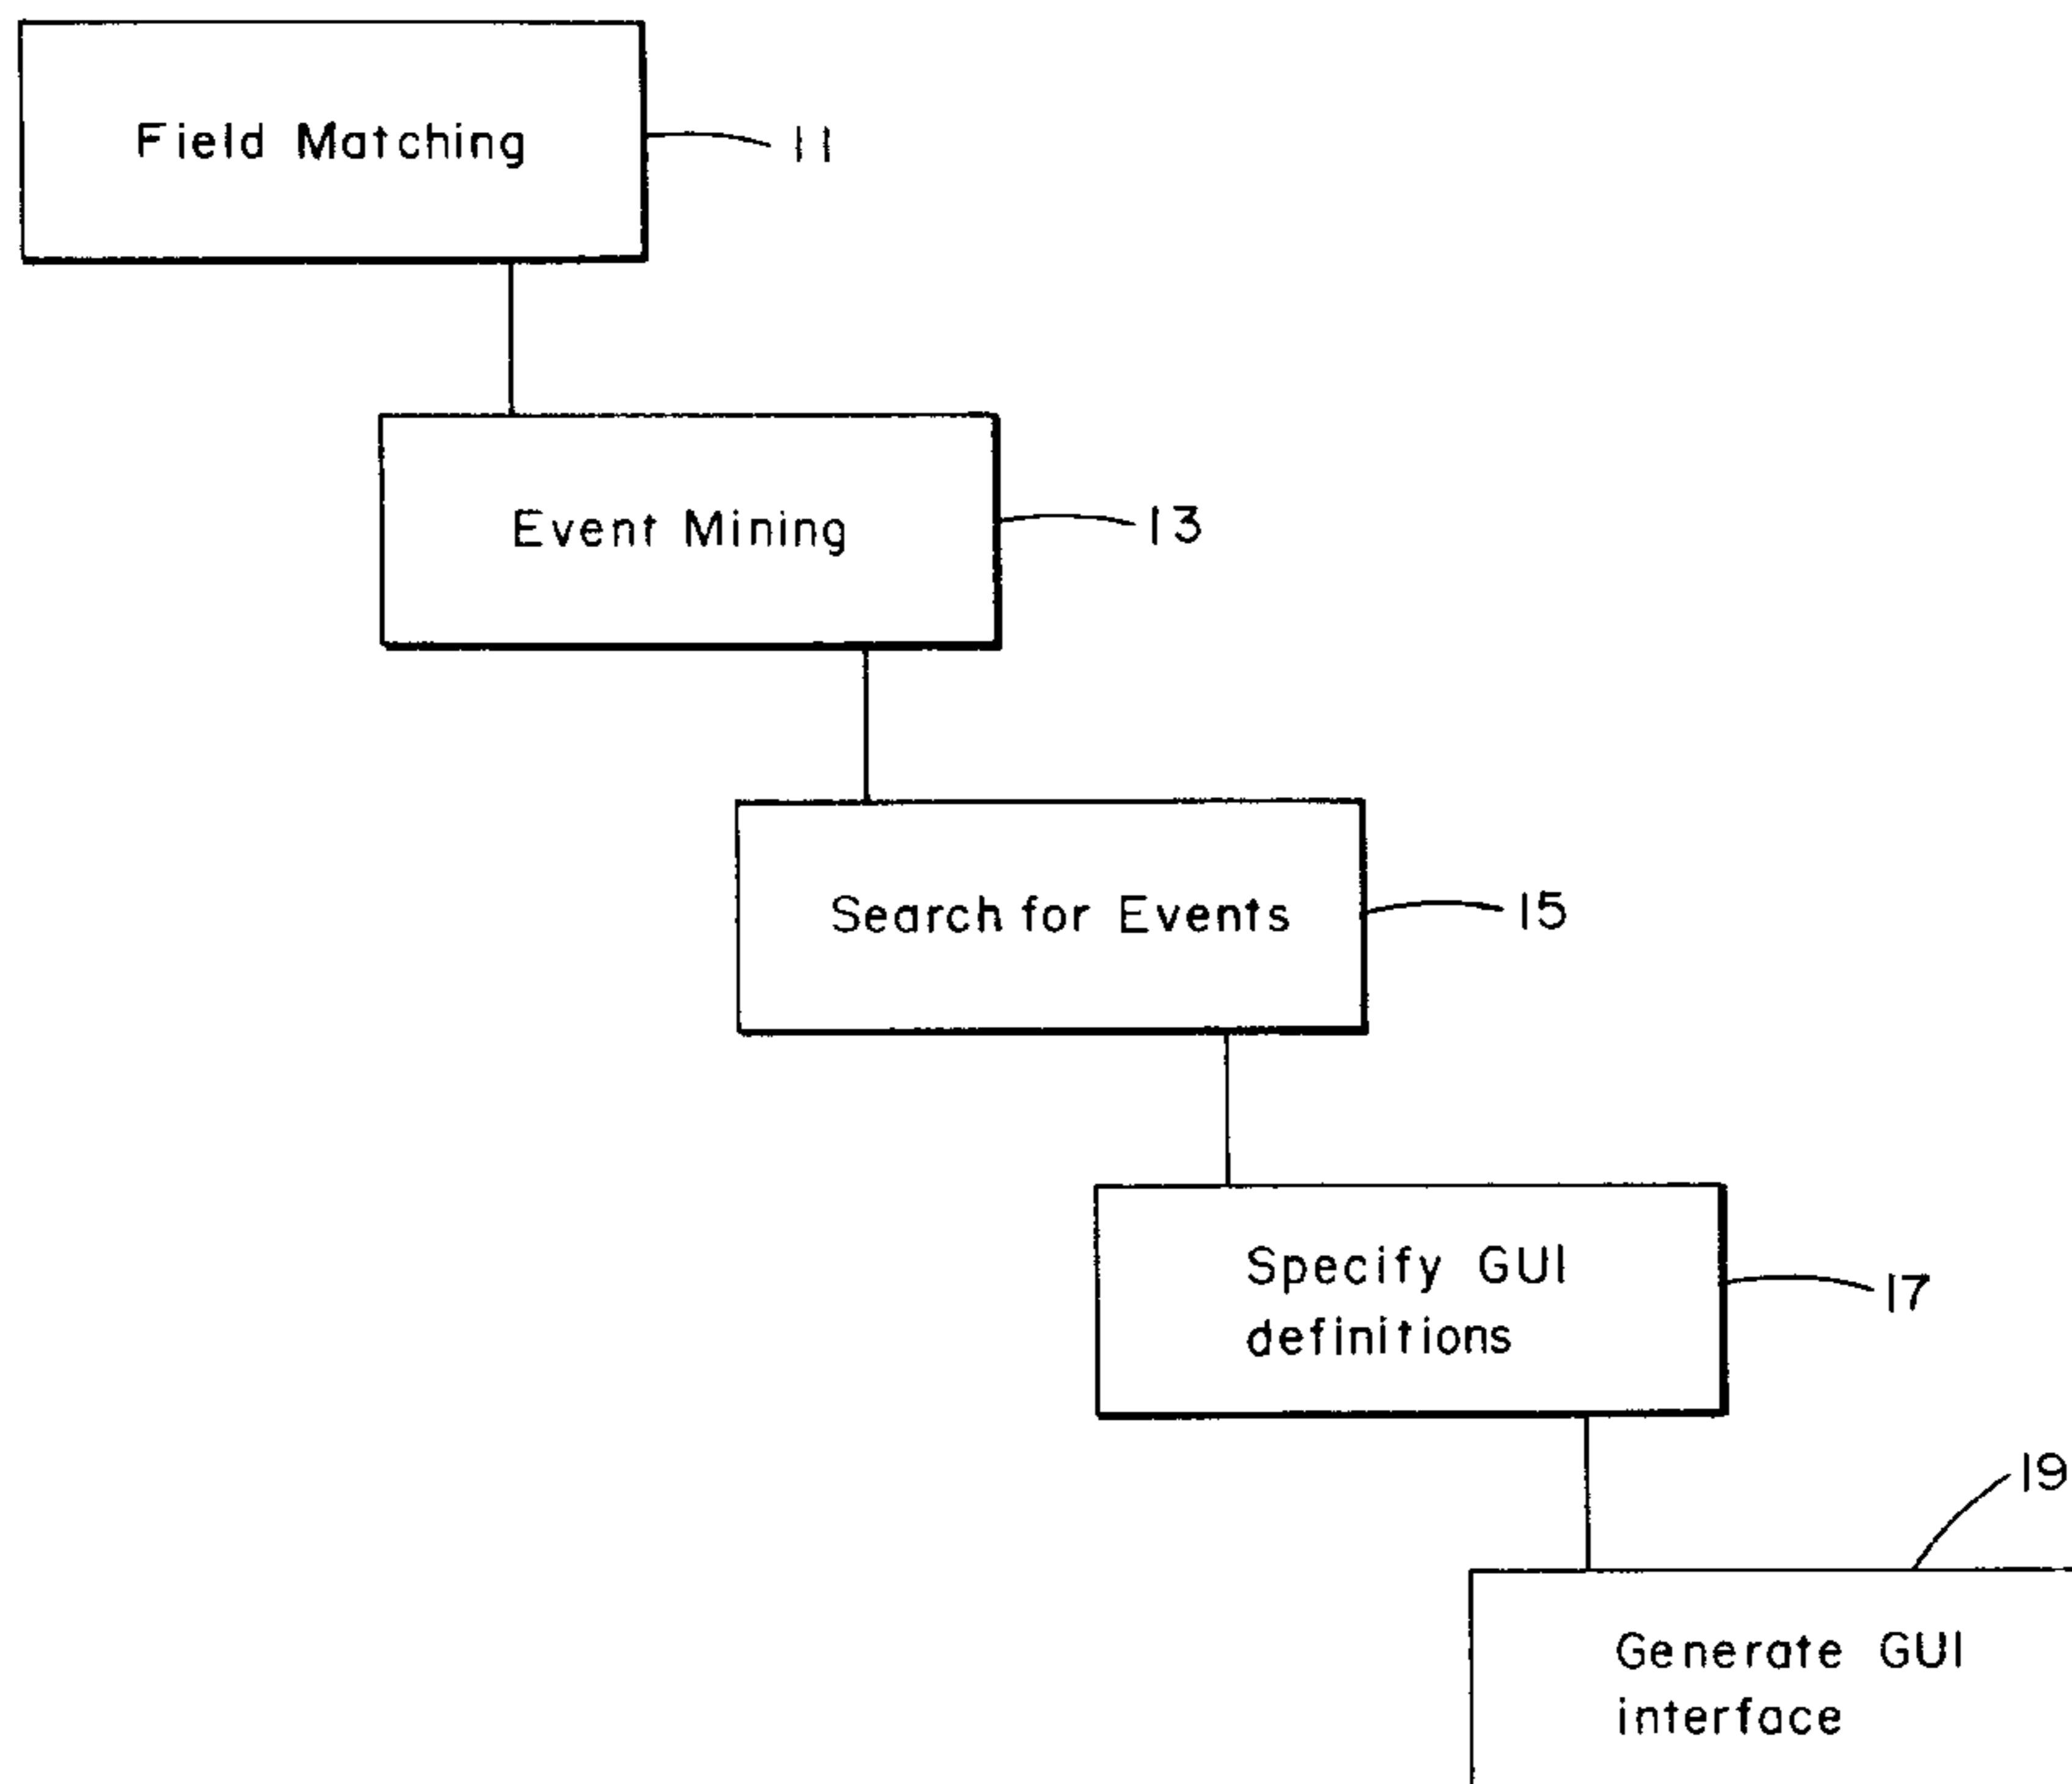 Field Matching
11
Event Mining
13
Search for Events
15
Specify GUI
definitions
17
19
Generate GUI
interface